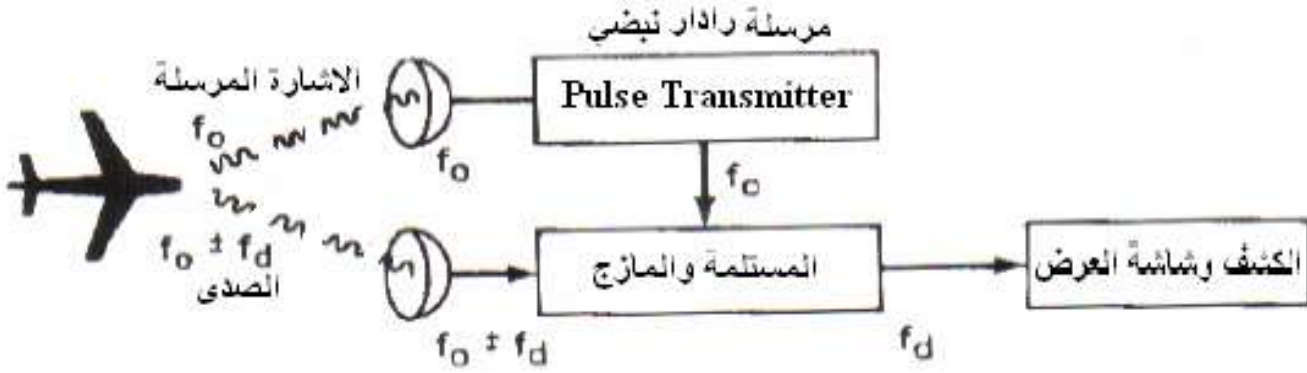 مرسلة رادار نبضي
Pulse Transmitter
الاشارة المرسلة
fo
fo
fo
fo ± fd
الصدى
المستلمة والمازج
الكشف وشاشة العرض
fo ± fd
fd